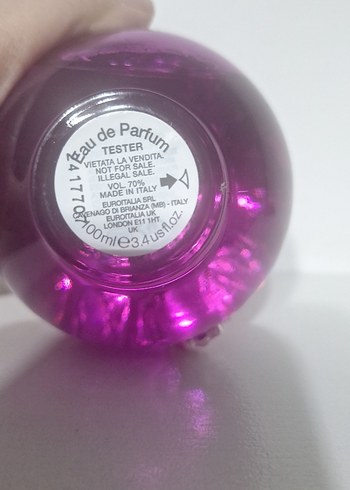 Eau de Parfum
TESTER
VIETATA LA VENDITA.
NOT FOR SALE.
ILLEGAL SALE.
VOL. 70%
MADE IN ITALY
EUROITALIA SRL
CAVENAGO DI BRIANZA (MB) - ITALY
EUROITALIA UK
LONDON E11 1HT
UK
100ml e 3.4 us fl.oz.